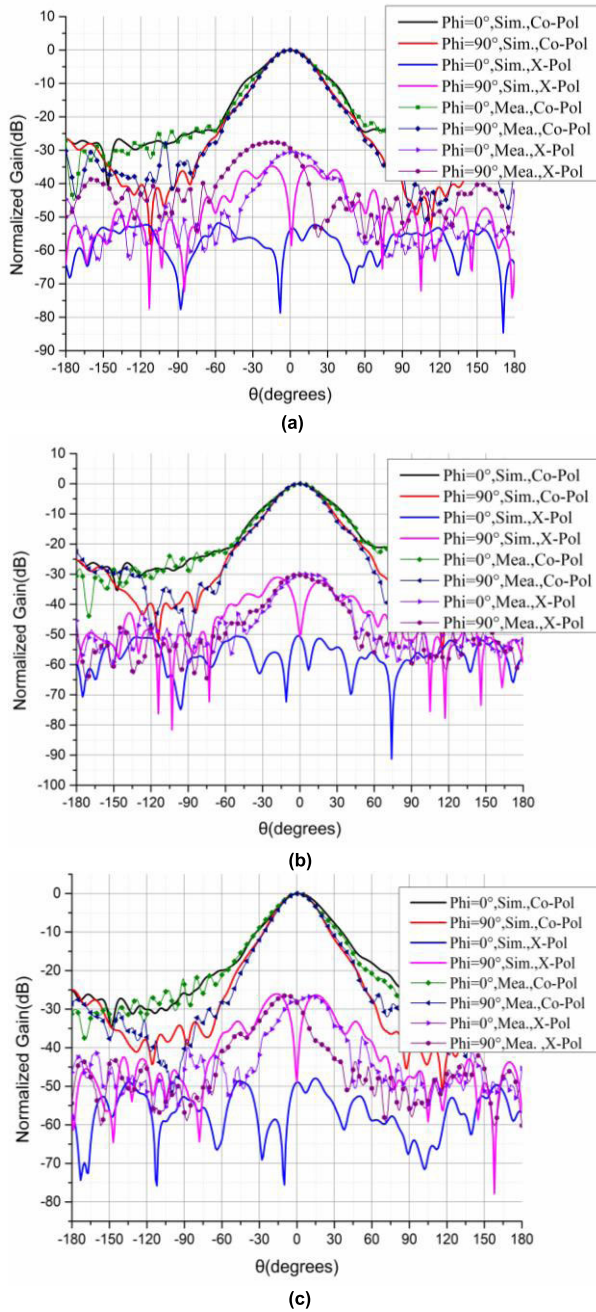 10
0
-10
-20
-30
-40
-50
-60
-70
-80
-90
Normalized Gain(dB)
Phi=0°,Sim.,Co-Pol
Phi=90°,Sim.,Co-Pol
Phi=0°,Sim.,X-Pol
Phi=90°,Sim.,X-Pol
Phi=0°,Mea.,Co-Pol
Phi=90°,Mea.,Co-Pol
Phi=0°,Mea.,X-Pol
Phi=90°,Mea.,X-Pol
-180 -150 -120 -90 -60 -30 0 30 60 90 120 150 180
θ(degrees)
(a)
10
0
-10
-20
-30
-40
-50
-60
-70
-80
-90
-100
Normalized Gain(dB)
Phi=0°,Sim.,Co-Pol
Phi=90°,Sim.,Co-Pol
Phi=0°,Sim.,X-Pol
Phi=90°,Sim.,X-Pol
Phi=0°,Mea.,Co-Pol
Phi=90°,Mea.,Co-Pol
Phi=0°,Mea.,X-Pol
Phi=90°,Mea.,X-Pol
-180 -150 -120 -90 -60 -30 0 30 60 90 120 150 180
θ(degrees)
(b)
0
-10
-20
-30
-40
-50
-60
-70
-80
Normalized Gain(dB)
Phi=0°,Sim.,Co-Pol
Phi=90°,Sim.,Co-Pol
Phi=0°,Sim.,X-Pol
Phi=90°,Sim.,X-Pol
Phi=0°,Mea.,Co-Pol
Phi=90°,Mea.,Co-Pol
Phi=0°,Mea.,X-Pol
Phi=90°,Mea. ,X-Pol
-180 -150 -120 -90 -60 -30 0 30 60 90 120 150 180
θ(degrees)
(c)